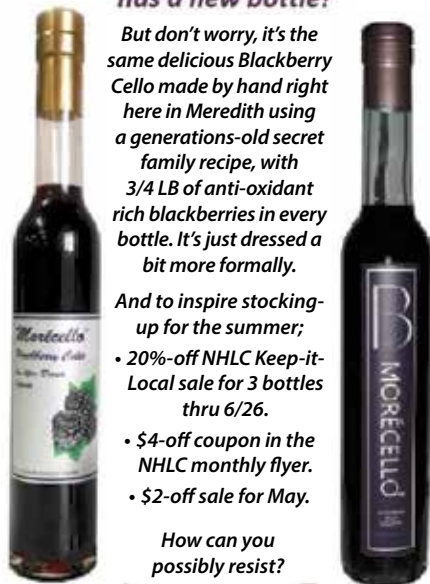 has a new bottle!
But don't worry, it's the
same delicious Blackberry
Cello made by hand right
here in Meredith using
a generations-old secret
family recipe, with
3/4 LB of anti-oxidant
rich blackberries in every
bottle. It's just dressed a
bit more formally.
And to inspire stocking-
up for the summer;
• 20%-off NHLC Keep-it-
Local sale for 3 bottles
thru 6/26.
• $4-off coupon in the
NHLC monthly flyer.
• $2-off sale for May.
How can you
possibly resist?
"Morécello"
Blackberry Cello
B
MORÉCELLO